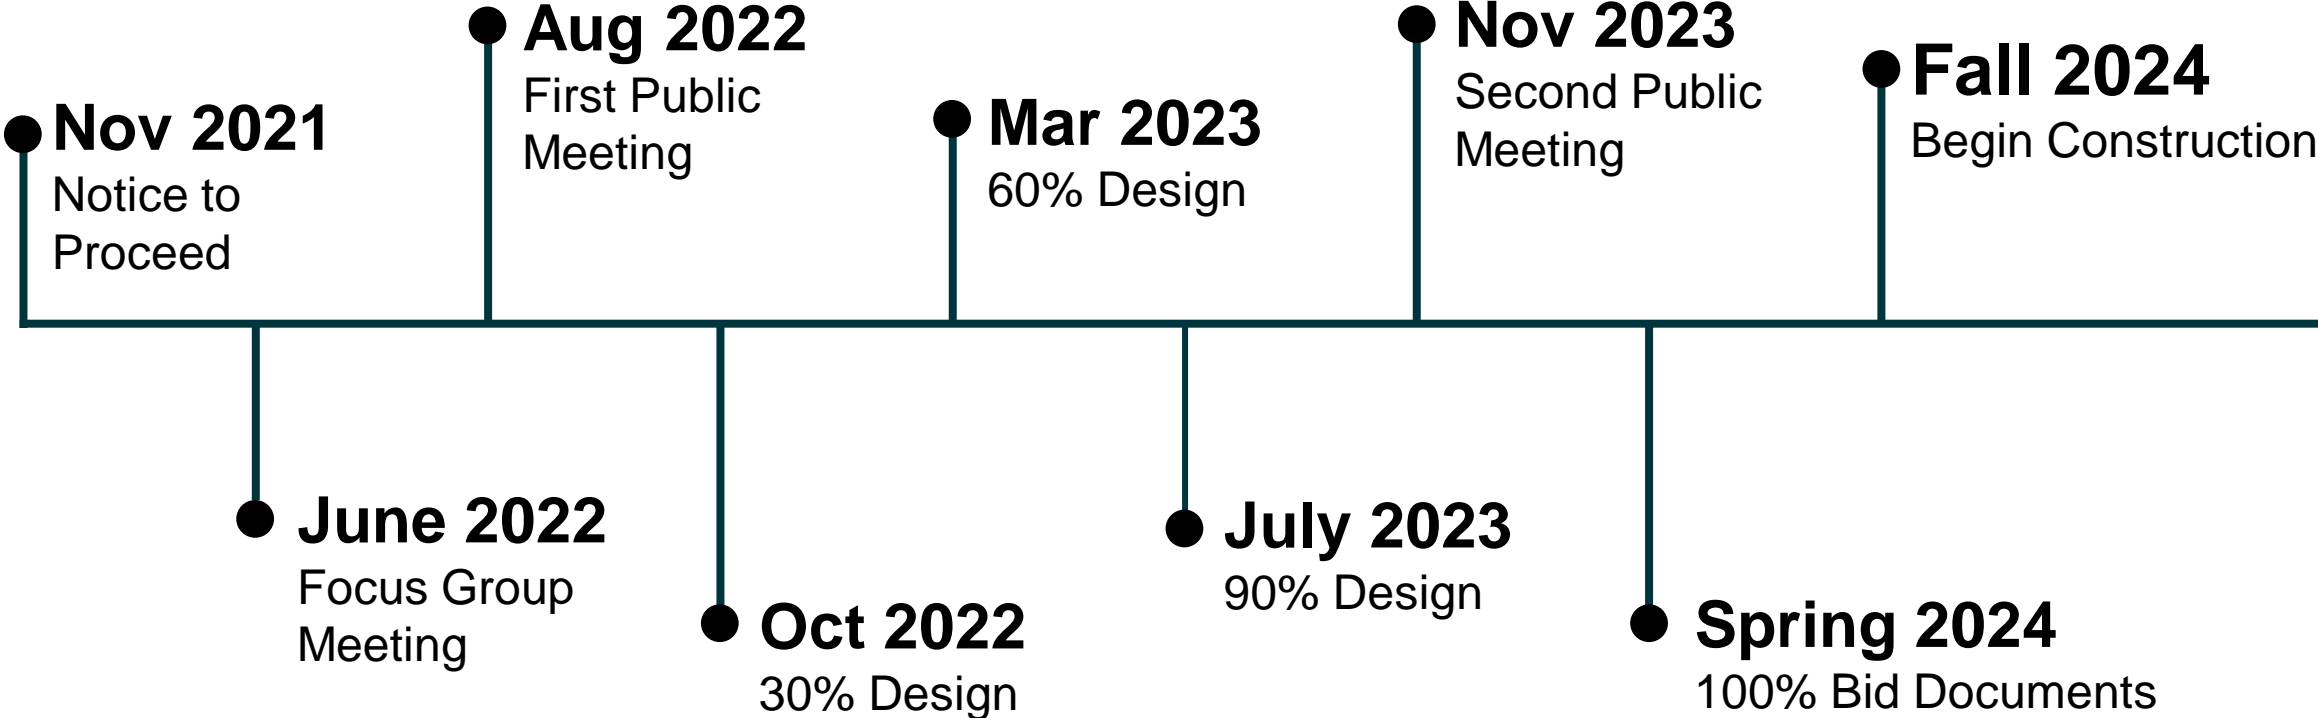 Nov 2021
Notice to
Proceed
June 2022
Focus Group
Meeting
Aug 2022
First Public
Meeting
Oct 2022
30% Design
Mar 2023
60% Design
July 2023
90% Design
Nov 2023
Second Public
Meeting
Spring 2024
100% Bid Documents
Fall 2024
Begin Construction